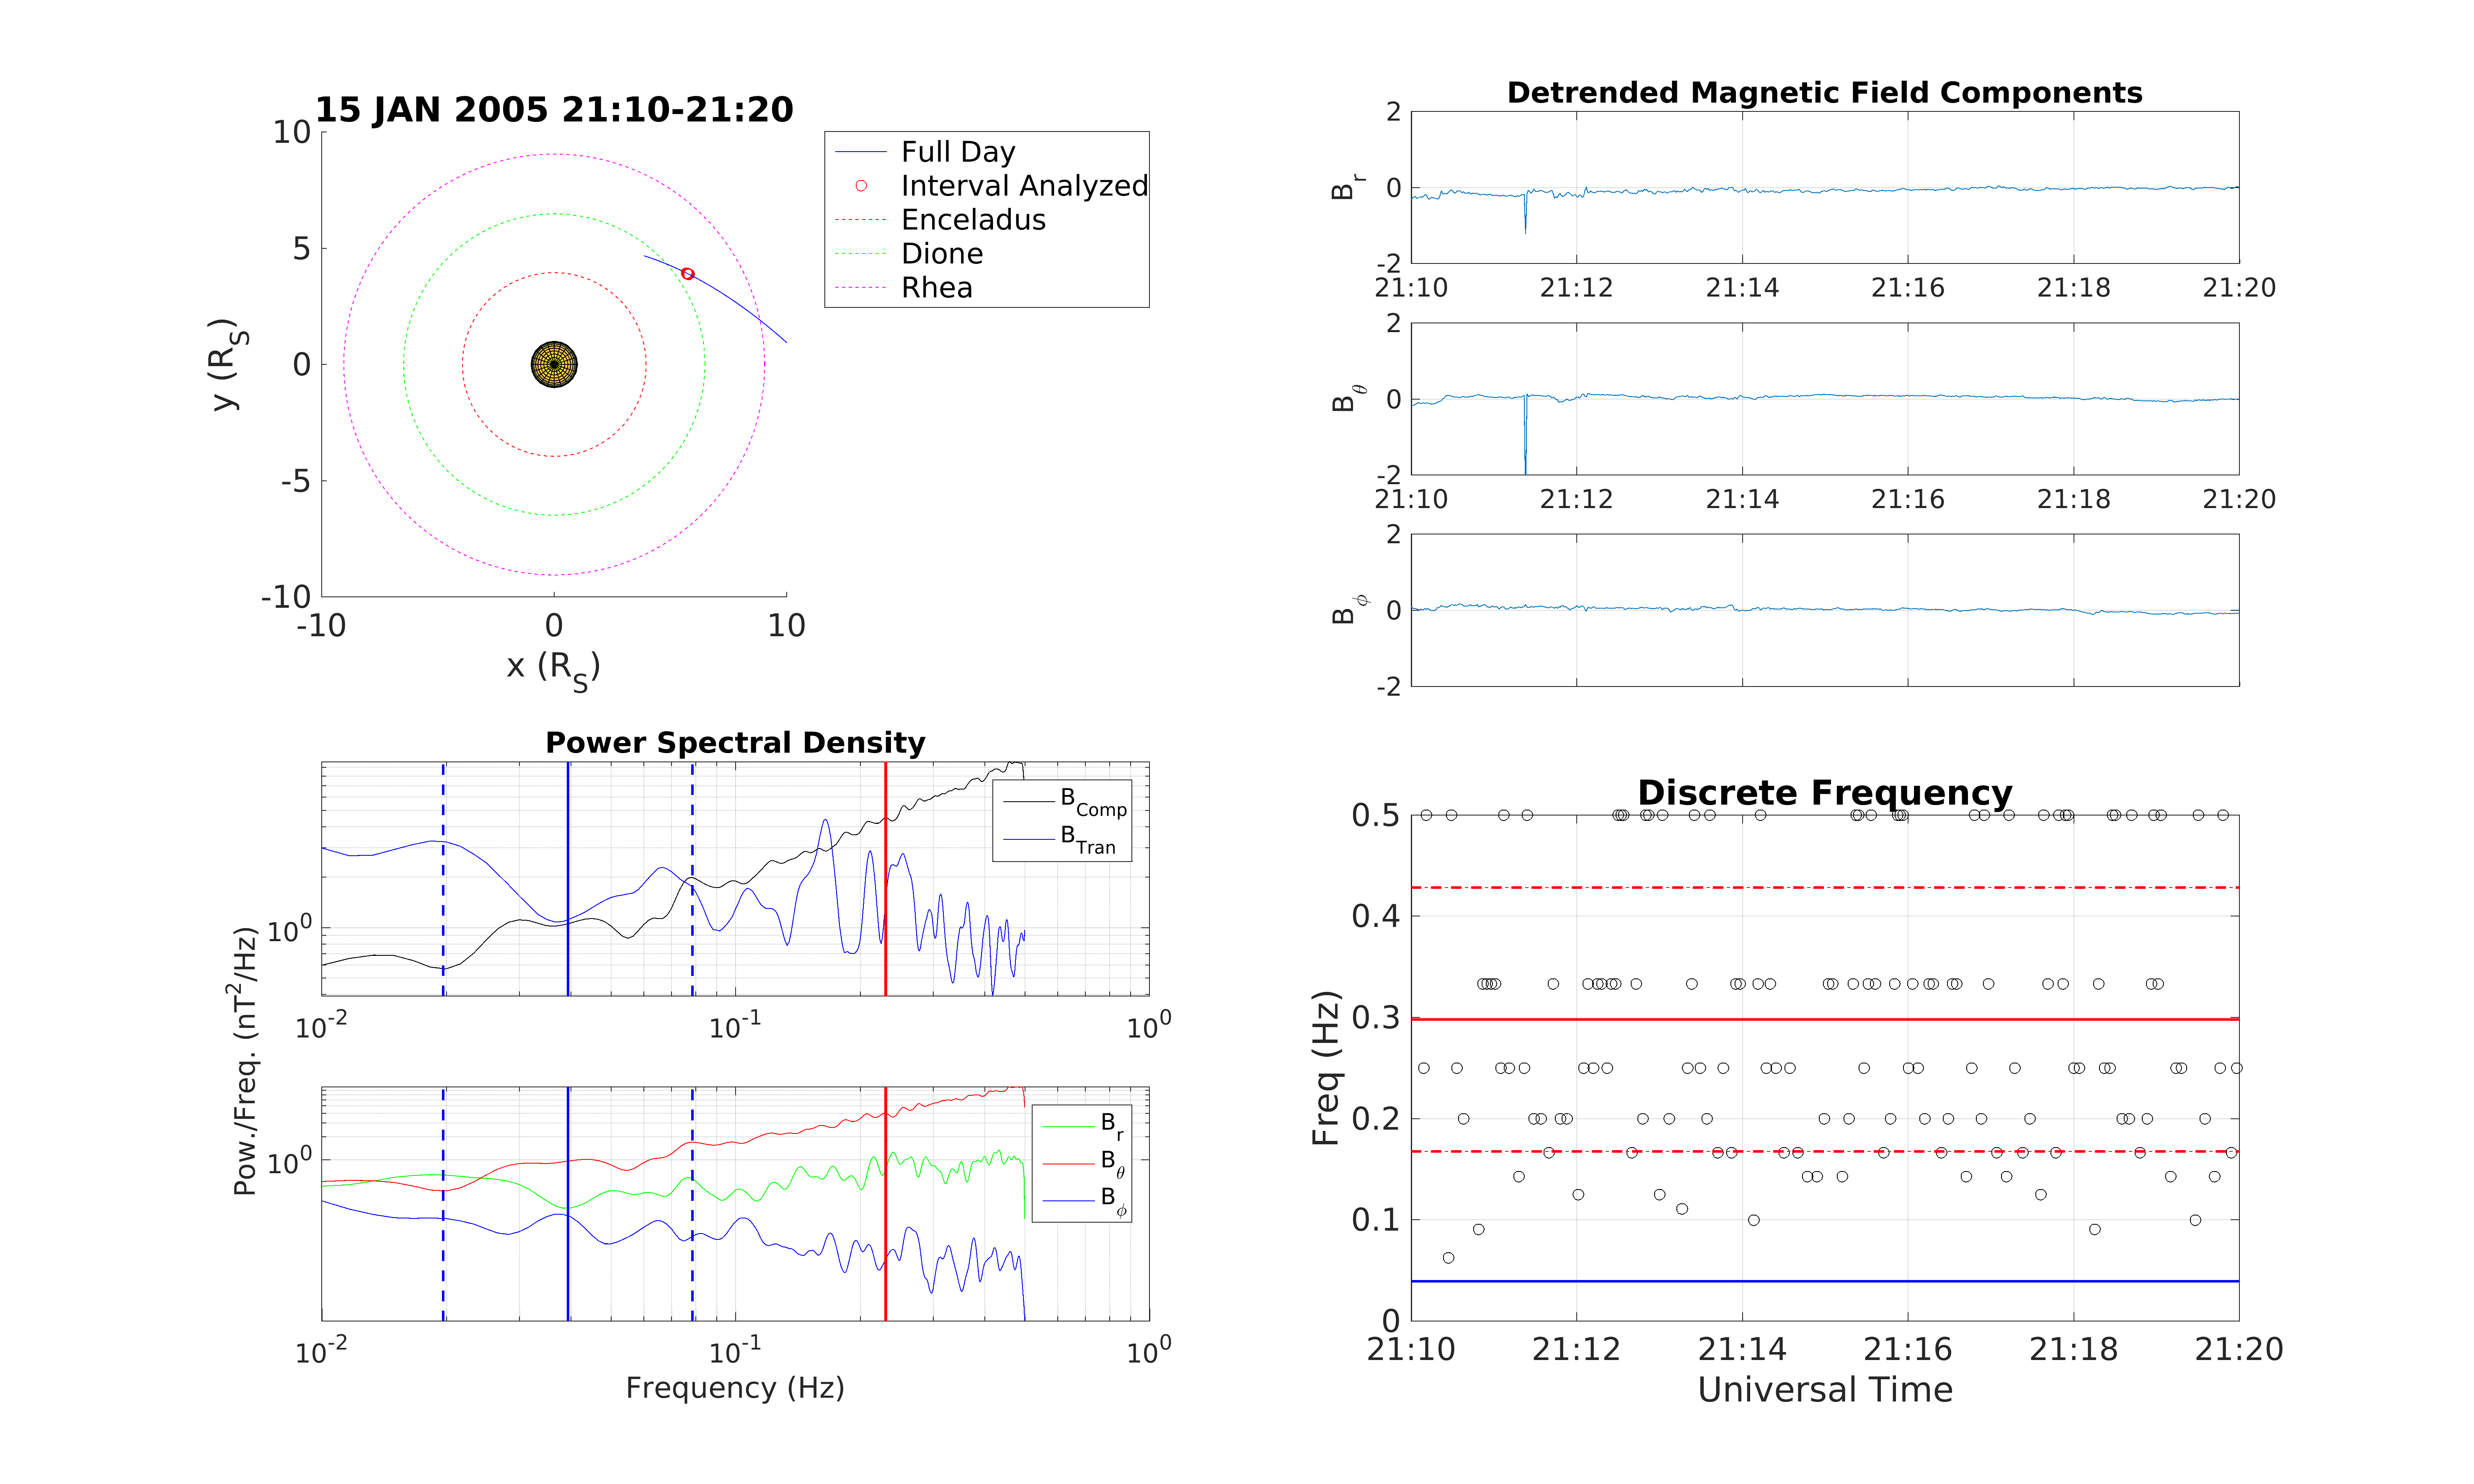 15 JAN 2005 21:10-21:20
10
5
0
-5
-10
-10 0 10
y (R_S)
x (R_S)
Full Day
Interval Analyzed
Enceladus
Dione
Rhea
Detrended Magnetic Field Components
2
0
-2
B_r
21:10 21:12 21:14 21:16 21:18 21:20
2
0
-2
B_θ
21:10 21:12 21:14 21:16 21:18 21:20
2
0
-2
B_ϕ
Power Spectral Density
10^0
10^-2 10^-1 10^0
B_Comp
B_Tran
Pow./Freq. (nT^2/Hz)
10^0
10^-2 10^-1 10^0
B_r
B_θ
B_ϕ
Frequency (Hz)
Discrete Frequency
0.5
0.4
0.3
0.2
0.1
0
Freq (Hz)
21:10 21:12 21:14 21:16 21:18 21:20
Universal Time